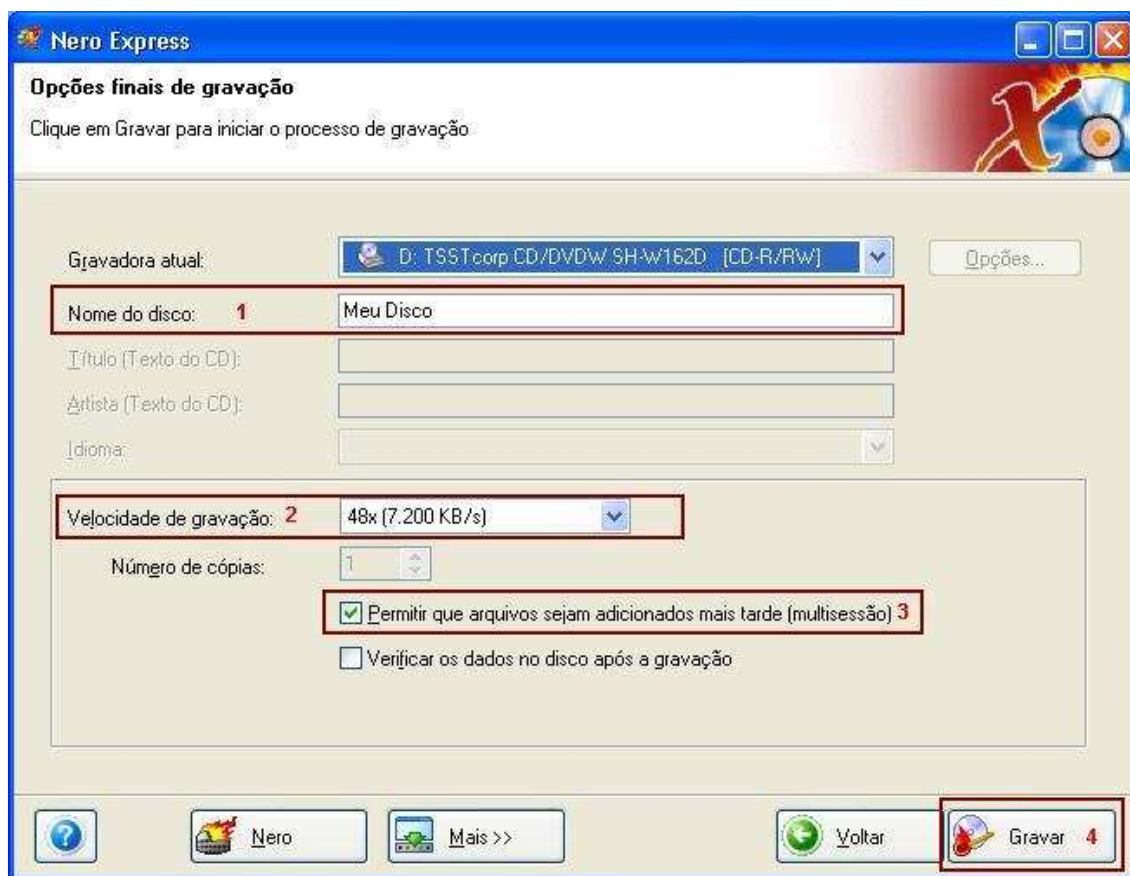 Nero Express
Opções finais de gravação
Clique em Gravar para iniciar o processo de gravação
Gravadora atual: D: TSSTcorp CD/DVDW SH-W162D [CD-R/RW] Opções...
Nome do disco: 1 Meu Disco
Título (Texto do CD):
Artista (Texto do CD):
Idioma:
Velocidade de gravação: 2 48x (7.200 KB/s)
Número de cópias: 1
Permitir que arquivos sejam adicionados mais tarde (multisessão) 3
Verificar os dados no disco após a gravação
? Nero Mais >> Voltar Gravar 4